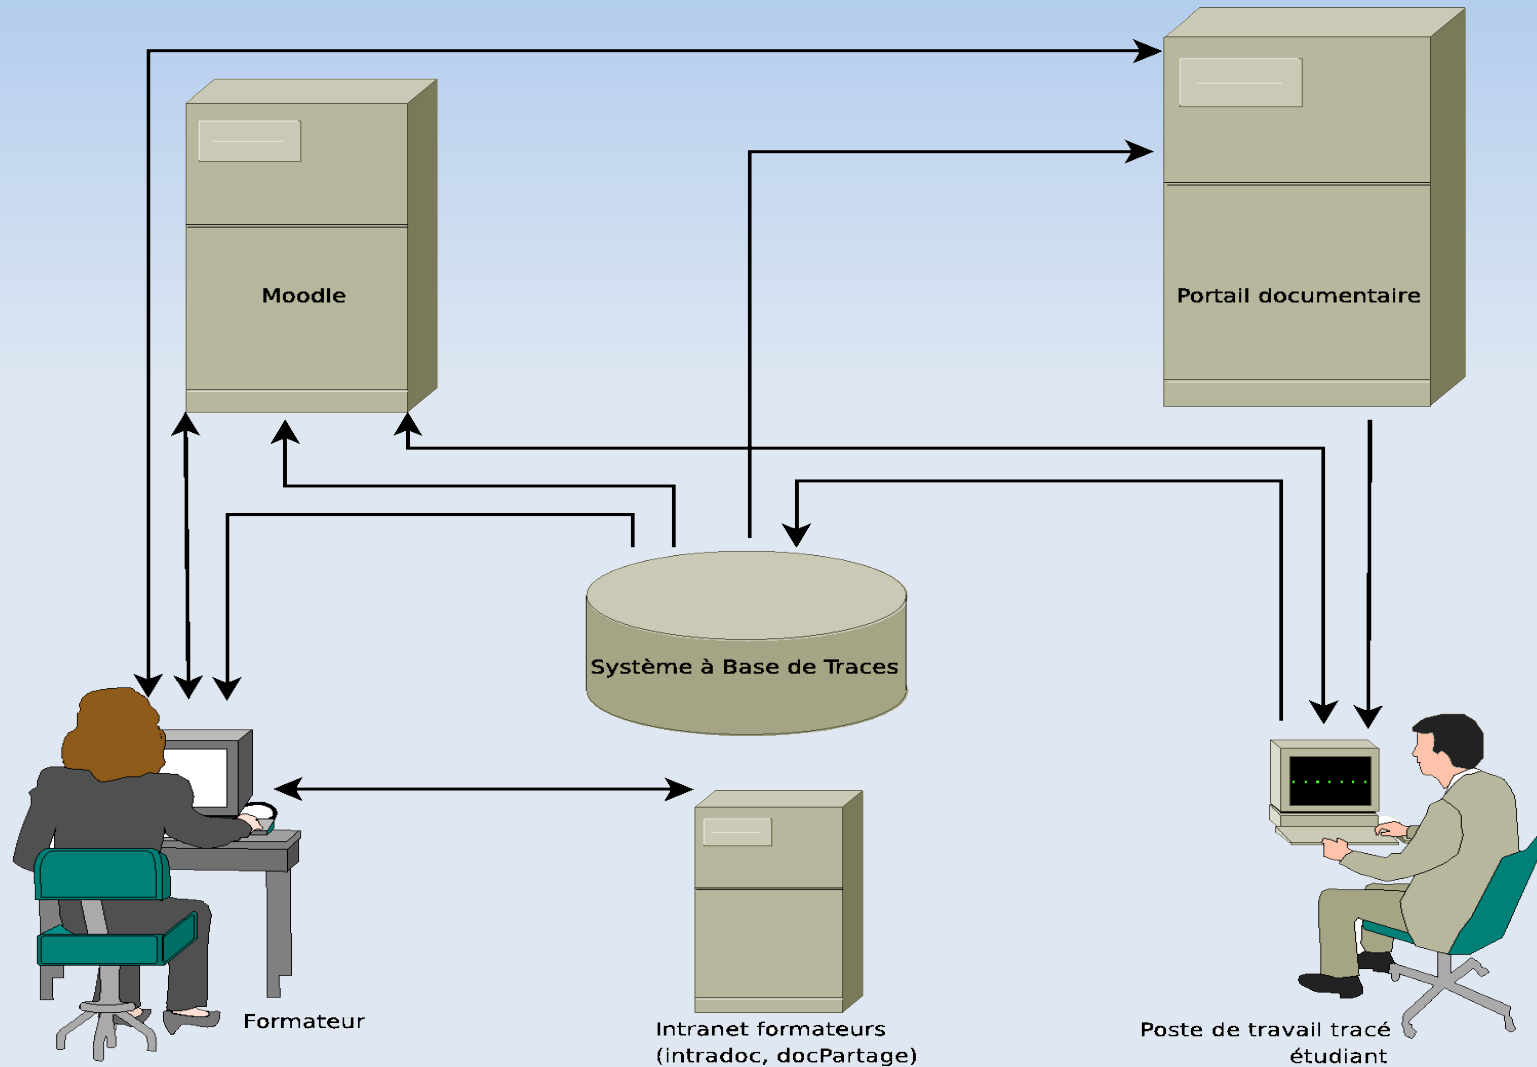 Moodle
Portail documentaire
Système à Base de Traces
Formateur
Intranet formateurs
(intradoc, docPartage)
Poste de travail tracé
étudiant